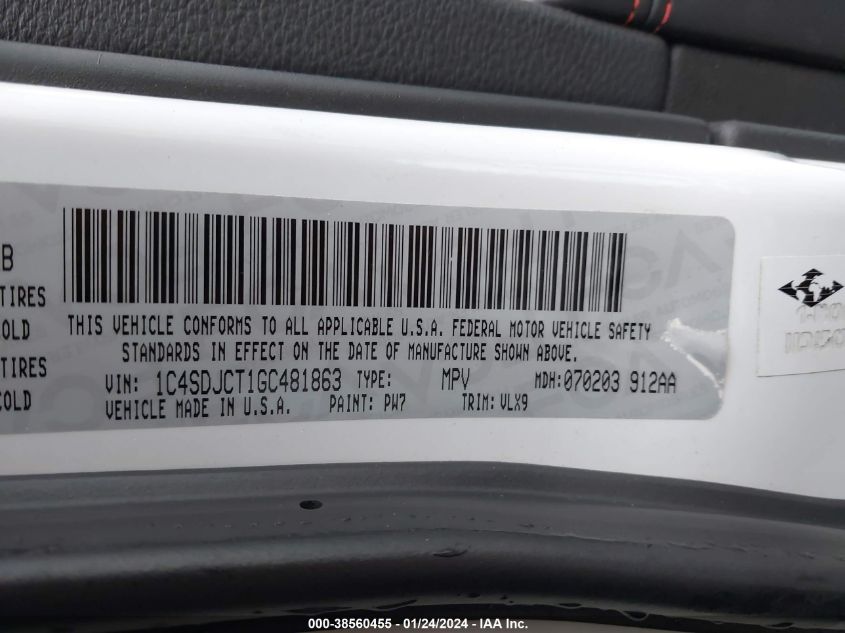 B
TIRES
COLD
TIRES
COLD
THIS VEHICLE CONFORMS TO ALL APPLICABLE U.S.A. FEDERAL MOTOR VEHICLE SAFETY
STANDARDS IN EFFECT ON THE DATE OF MANUFACTURE SHOWN ABOVE.
VIN: 1C4SDJCT1GC481863 TYPE: MPV MDH:070203 912AA
VEHICLE MADE IN U.S.A. PAINT: PW7 TRIM: VLX9
000-38560455 - 01/24/2024 - IAA Inc.